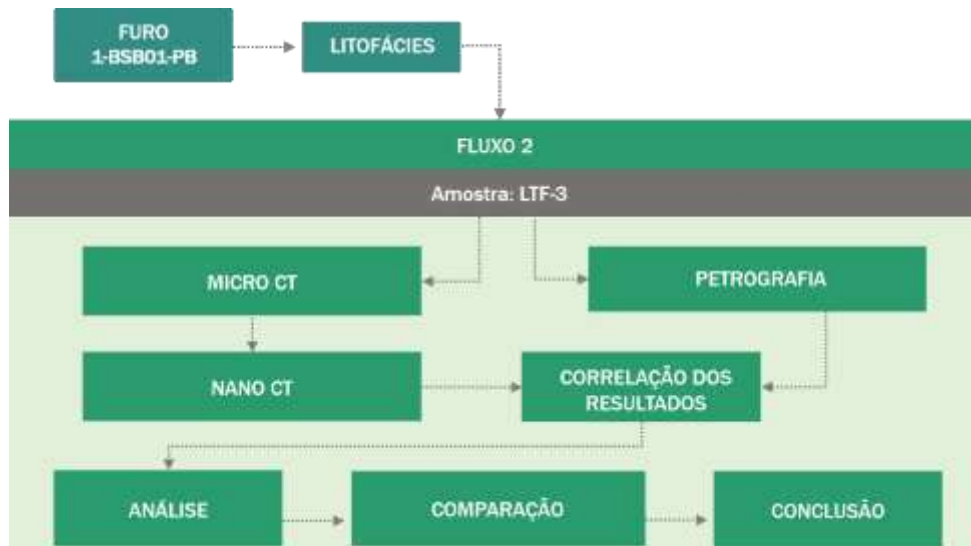 FURO
1-BSB01-PB
LITOFÁCIES
FLUXO 2
Amostra: LTF-3
MICRO CT
PETROGRAFIA
NANO CT
CORRELAÇÃO DOS
RESULTADOS
ANÁLISE
COMPARAÇÃO
CONCLUSÃO